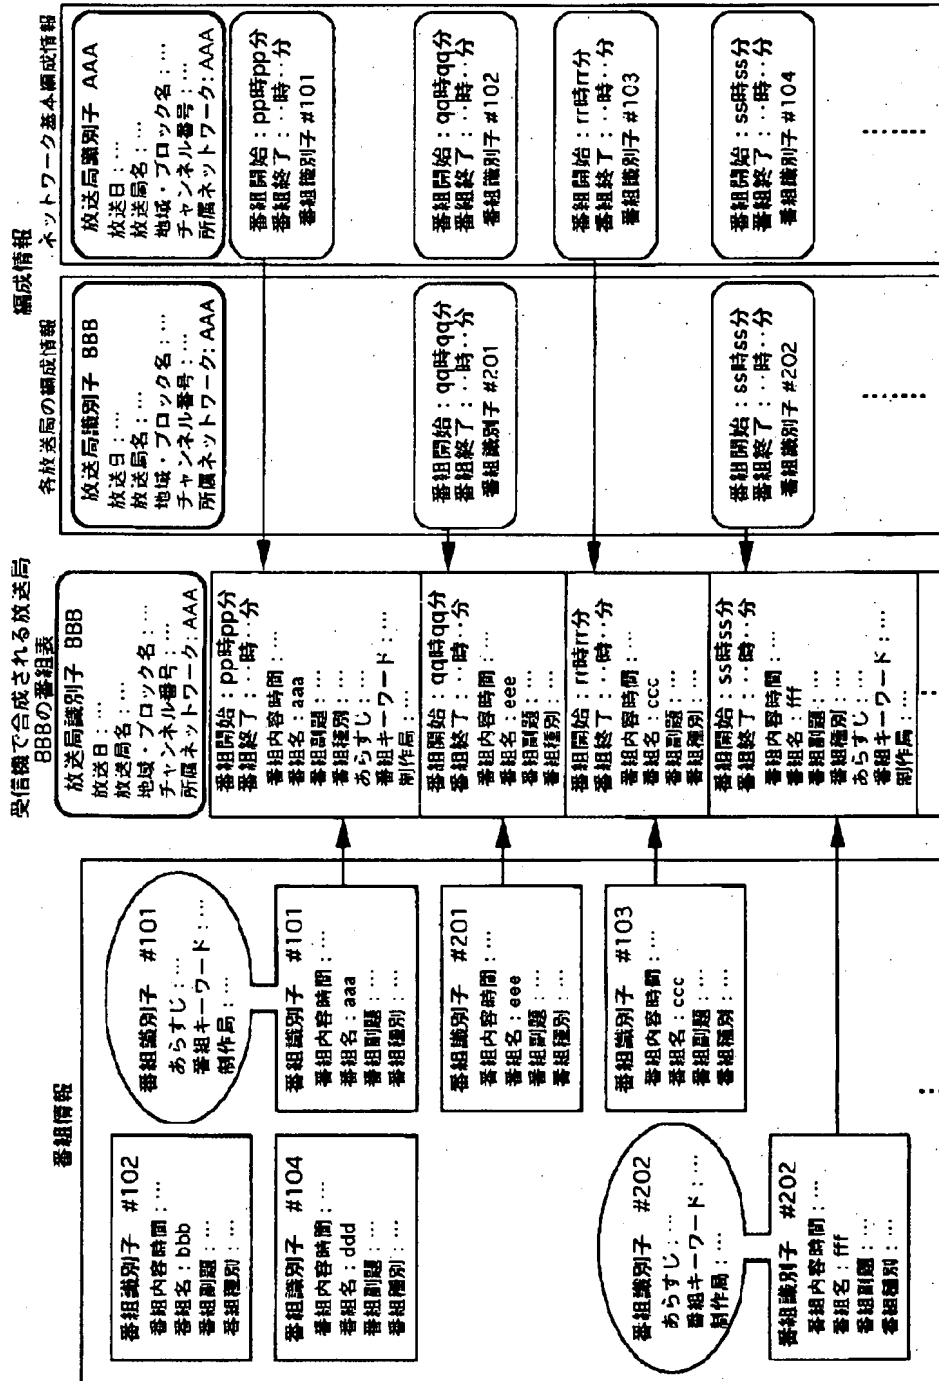 番組情報
番組識別子 #102
番組内容時間:…
番組名:bbb
番組副題:…
番組種別:…
番組識別子 #104
番組内容時間:…
番組名:ddd
番組副題:…
番組種別:…
番組識別子 #101
あらすじ:…
番組キーワード:…
制作局:…
番組識別子 #101
番組内容時間:…
番組名:aaa
番組副題:…
番組種別:…
番組識別子 #201
番組内容時間:…
番組名:eee
番組副題:…
番組種別:…
番組識別子 #103
番組内容時間:…
番組名:ccc
番組副題:…
番組種別:…
番組識別子 #202
あらすじ:…
番組キーワード:…
制作局:…
番組識別子 #202
番組内容時間:…
番組名:fff
番組副題:…
番組種別:…
受信機で合成される放送局
BBBの番組表
放送局識別子 BBB
放送日:…
放送局名:…
地域・ブロック名:…
チャンネル番号:…
所属ネットワーク:AAA
番組開始:pp時pp分
番組終了:‥時‥分
番組内容時間:…
番組名:aaa
番組副題:…
番組種別:…
あらすじ:…
番組キーワード:…
制作局:…
番組開始:qq時qq分
番組終了:‥時‥分
番組内容時間:…
番組名:eee
番組副題:…
番組種別:…
番組開始:rr時rr分
番組終了:‥時‥分
番組内容時間:…
番組名:ccc
番組副題:…
番組種別:…
番組開始:ss時ss分
番組終了:‥時‥分
番組内容時間:…
番組名:fff
番組副題:…
番組種別:…
あらすじ:…
番組キーワード:…
制作局:…
編成情報
各放送局の編成情報
放送局識別子 BBB
放送日:…
放送局名:…
地域・ブロック名:…
チャンネル番号:…
所属ネットワーク:AAA
番組開始:qq時qq分
番組終了:‥時‥分
番組識別子 #201
番組開始:ss時ss分
番組終了:‥時‥分
番組識別子 #202
ネットワーク基本編成情報
放送局識別子 AAA
放送日:…
放送局名:…
地域・ブロック名:…
チャンネル番号:…
所属ネットワーク:AAA
番組開始:pp時pp分
番組終了:‥時‥分
番組識別子 #101
番組開始:qq時qq分
番組終了:‥時‥分
番組識別子 #102
番組開始:rr時rr分
番組終了:‥時‥分
番組識別子 #103
番組開始:ss時ss分
番組終了:‥時‥分
番組識別子 #104